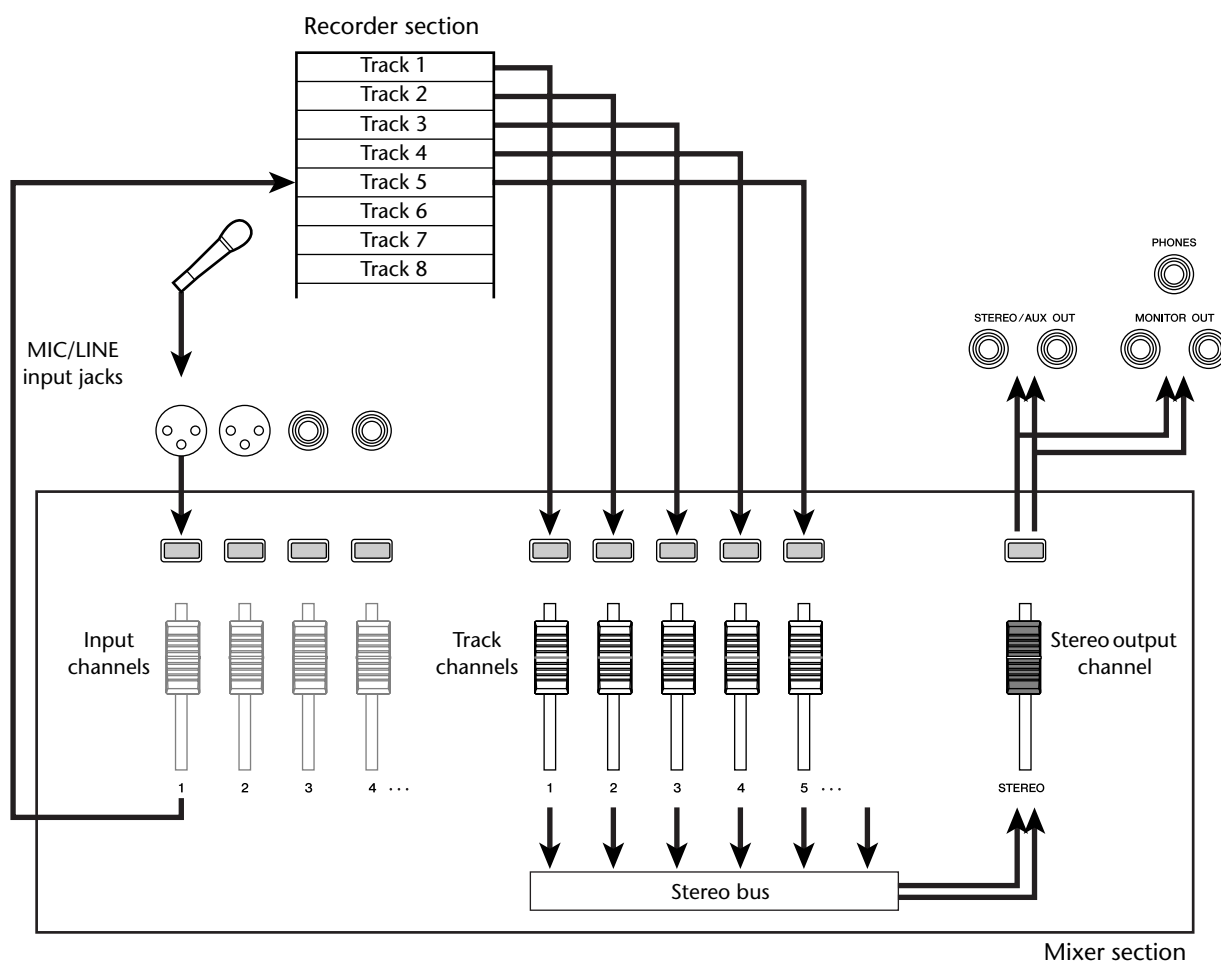 Recorder section
Track 1
Track 2
Track 3
Track 4
Track 5
Track 6
Track 7
Track 8
PHONES
STEREO/AUX OUT
MONITOR OUT
MIC/LINE
input jacks
Input
channels
Track
channels
Stereo output
channel
1 2 3 4 ...
1 2 3 4 5 ...
STEREO
Stereo bus
Mixer section